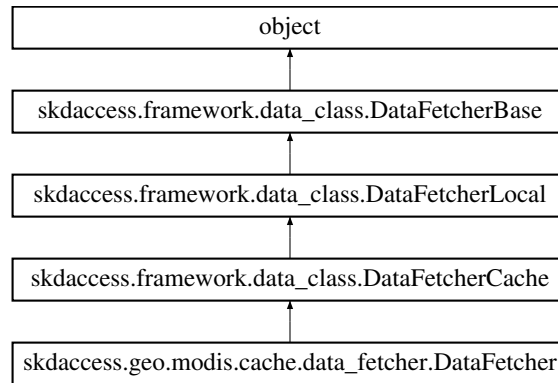 object
skdaccess.framework.data_class.DataFetcherBase
skdaccess.framework.data_class.DataFetcherLocal
skdaccess.framework.data_class.DataFetcherCache
skdaccess.geo.modis.cache.data_fetcher.DataFetcher